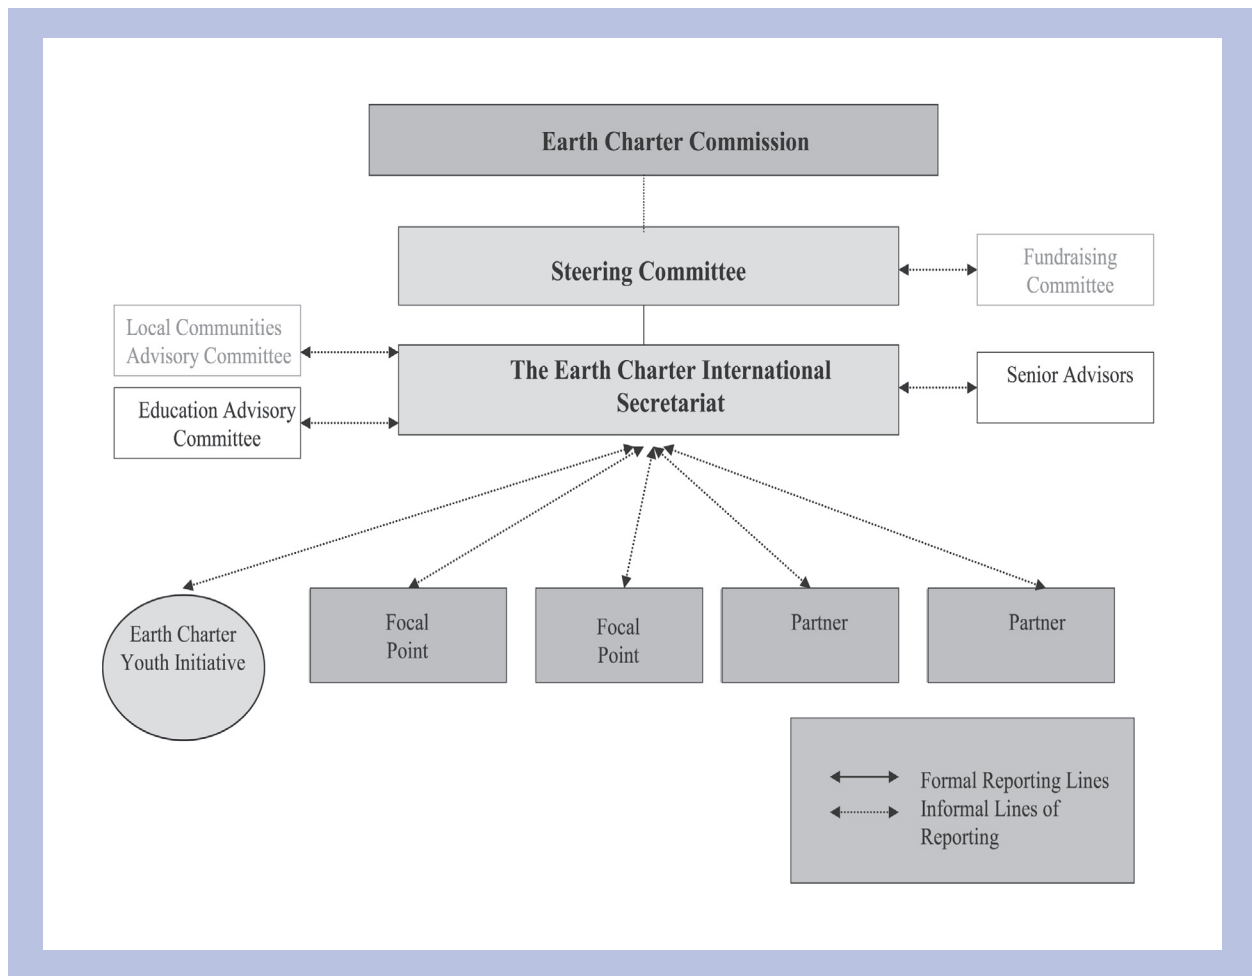 Earth Charter Commission
Steering Committee
Fundraising
Committee
Local Communities
Advisory Committee
The Earth Charter International
Secretariat
Senior Advisors
Education Advisory
Committee
Earth Charter
Youth Initiative
Focal
Point
Focal
Point
Partner
Partner
Formal Reporting Lines
Informal Lines of
Reporting